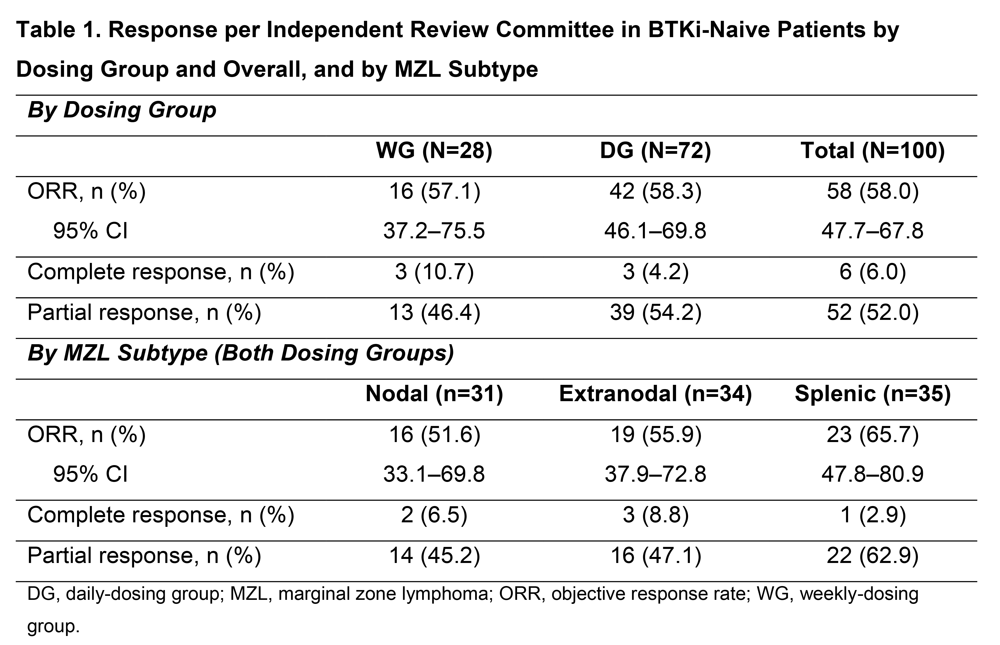 Table 1. Response per Independent Review Committee in BTKi-Naive Patients by
Dosing Group and Overall, and by MZL Subtype
By Dosing Group
WG (N=28) DG (N=72) Total (N=100)
ORR, n (%) 16 (57.1) 42 (58.3) 58 (58.0)
95% CI 37.2–75.5 46.1–69.8 47.7–67.8
Complete response, n (%) 3 (10.7) 3 (4.2) 6 (6.0)
Partial response, n (%) 13 (46.4) 39 (54.2) 52 (52.0)
By MZL Subtype (Both Dosing Groups)
Nodal (n=31) Extranodal (n=34) Splenic (n=35)
ORR, n (%) 16 (51.6) 19 (55.9) 23 (65.7)
95% CI 33.1–69.8 37.9–72.8 47.8–80.9
Complete response, n (%) 2 (6.5) 3 (8.8) 1 (2.9)
Partial response, n (%) 14 (45.2) 16 (47.1) 22 (62.9)
DG, daily-dosing group; MZL, marginal zone lymphoma; ORR, objective response rate; WG, weekly-dosing
group.